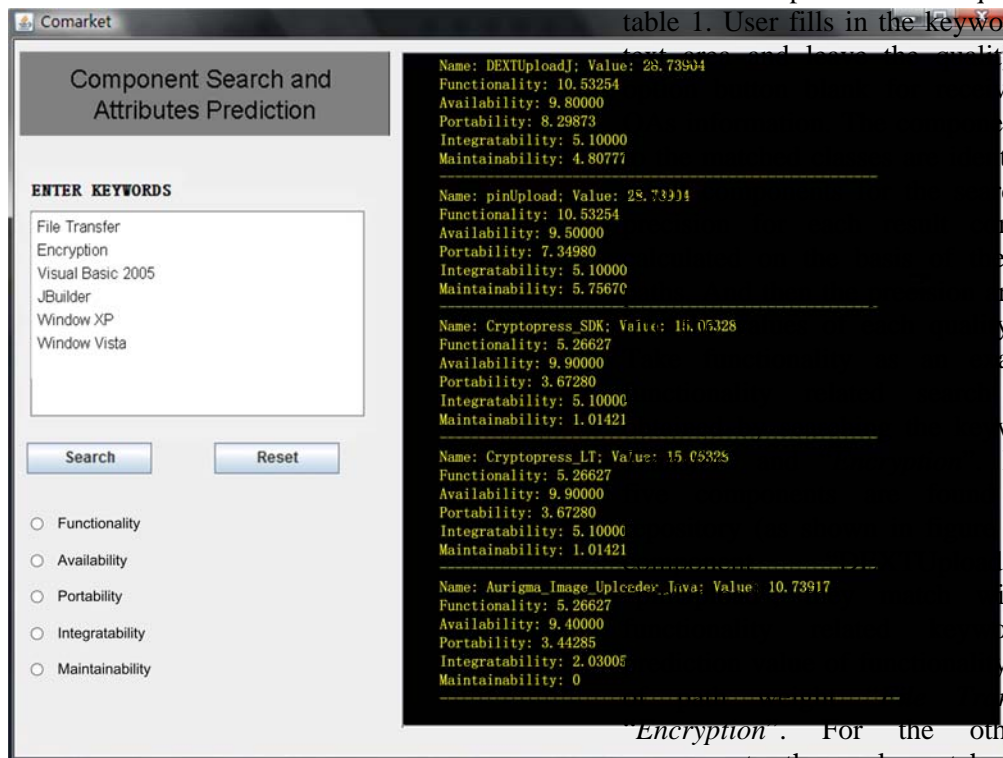 Comarket
Component Search and
Attributes Prediction
ENTER KEYWORDS
File Transfer
Encryption
Visual Basic 2005
JBuilder
Window XP
Window Vista
Search Reset
Functionality
Availability
Portability
Integratability
Maintainability
Name: DEXTUploadJ; Value: 28.73904
Functionality: 10.53254
Availability: 9.80000
Portability: 8.29873
Integratability: 5.10000
Maintainability: 4.80777
Name: pinUpload; Value: 28.73904
Functionality: 10.53254
Availability: 9.50000
Portability: 7.34980
Integratability: 5.10000
Maintainability: 5.75670
Name: Cryptopress_SDK; Value: 15.05328
Functionality: 5.26627
Availability: 9.90000
Portability: 3.67280
Integratability: 5.10000
Maintainability: 1.01421
Name: Cryptopress_LT; Value: 15.05328
Functionality: 5.26627
Availability: 9.90000
Portability: 3.67280
Integratability: 5.10000
Maintainability: 1.01421
Name: Aurigma_Image_Uploader_Java; Value: 10.73917
Functionality: 5.26627
Availability: 9.40000
Portability: 3.44285
Integratability: 2.03005
Maintainability: 0
table 1. User fills in the keywo
text area and leave the
"Encryption". For the oth